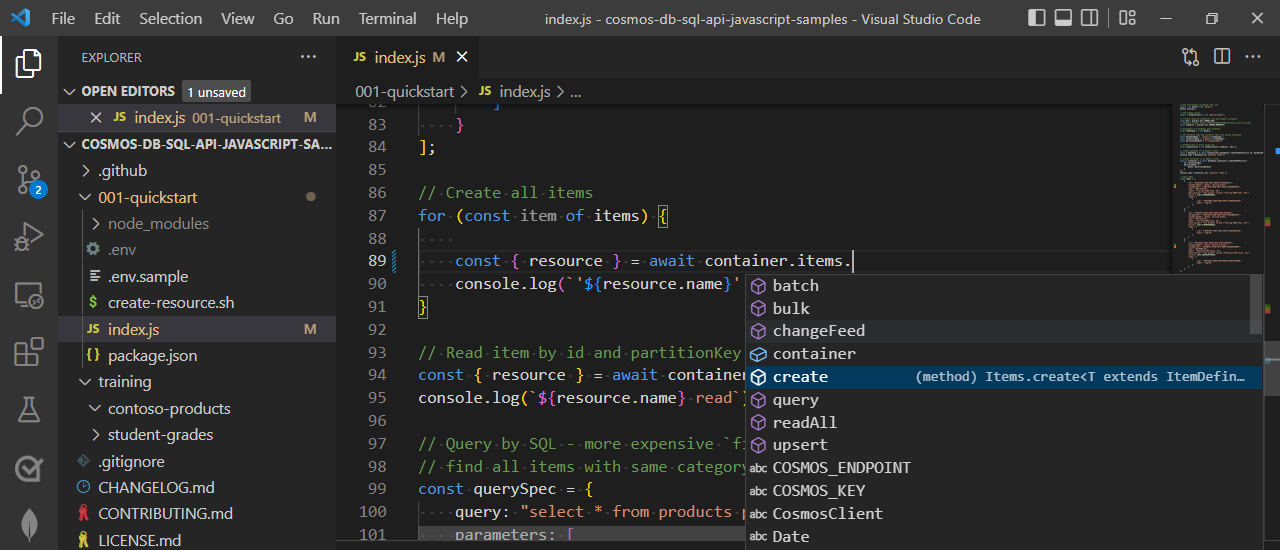 File Edit Selection View Go Run Terminal Help index.js - cosmos-db-sql-api-javascript-samples - Visual Studio Code
EXPLORER
OPEN EDITORS 1 unsaved
index.js 001-quickstart M
COSMOS-DB-SQL-API-JAVASCRIPT-SA...
.github
001-quickstart
node_modules
.env
.env.sample
$ create-resource.sh
JS index.js M
{} package.json
training
contoso-products
student-grades
.gitignore
CHANGELOG.md
CONTRIBUTING.md
LICENSE.md
2
JS index.js M
001-quickstart > JS index.js > ...
82 ]
83 }
84 ];
85
86 // Create all items
87 for (const item of items) {
88
89 const { resource } = await container.items.
90 console.log(`'${resource.name}'
91 }
92
93 // Read item by id and partitionKey
94 const { resource } = await container
95 console.log(`${resource.name} read`)
96
97 // Query by SQL - more expensive `fi
98 // find all items with same category
99 const querySpec = {
100 query: "select * from products p
101 parameters: [
batch
bulk
changeFeed
container
create (method) Items.create<T extends ItemDefin...
query
readAll
upsert
abc COSMOS_ENDPOINT
abc COSMOS_KEY
abc CosmosClient
abc Date